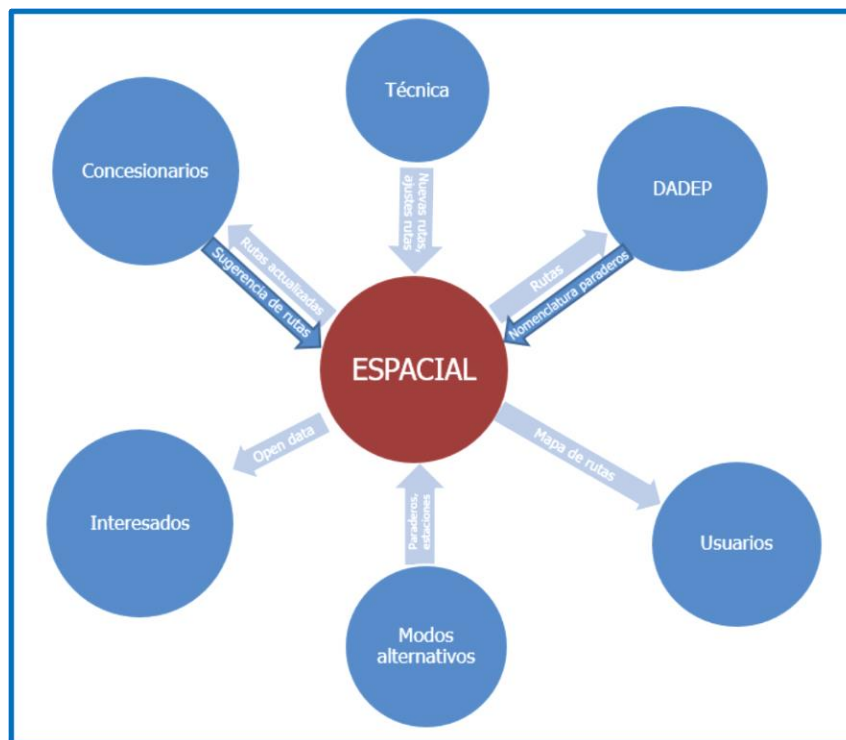 Técnica
Concesionarios
DADEP
Nuevas rutas,
ajustes rutas
Rutas actualizadas
Sugerencia de rutas
Rutas
Nomenclatura paraderos
ESPACIAL
Open data
Mapa de rutas
Paraderos,
estaciones
Interesados
Usuarios
Modos
alternativos